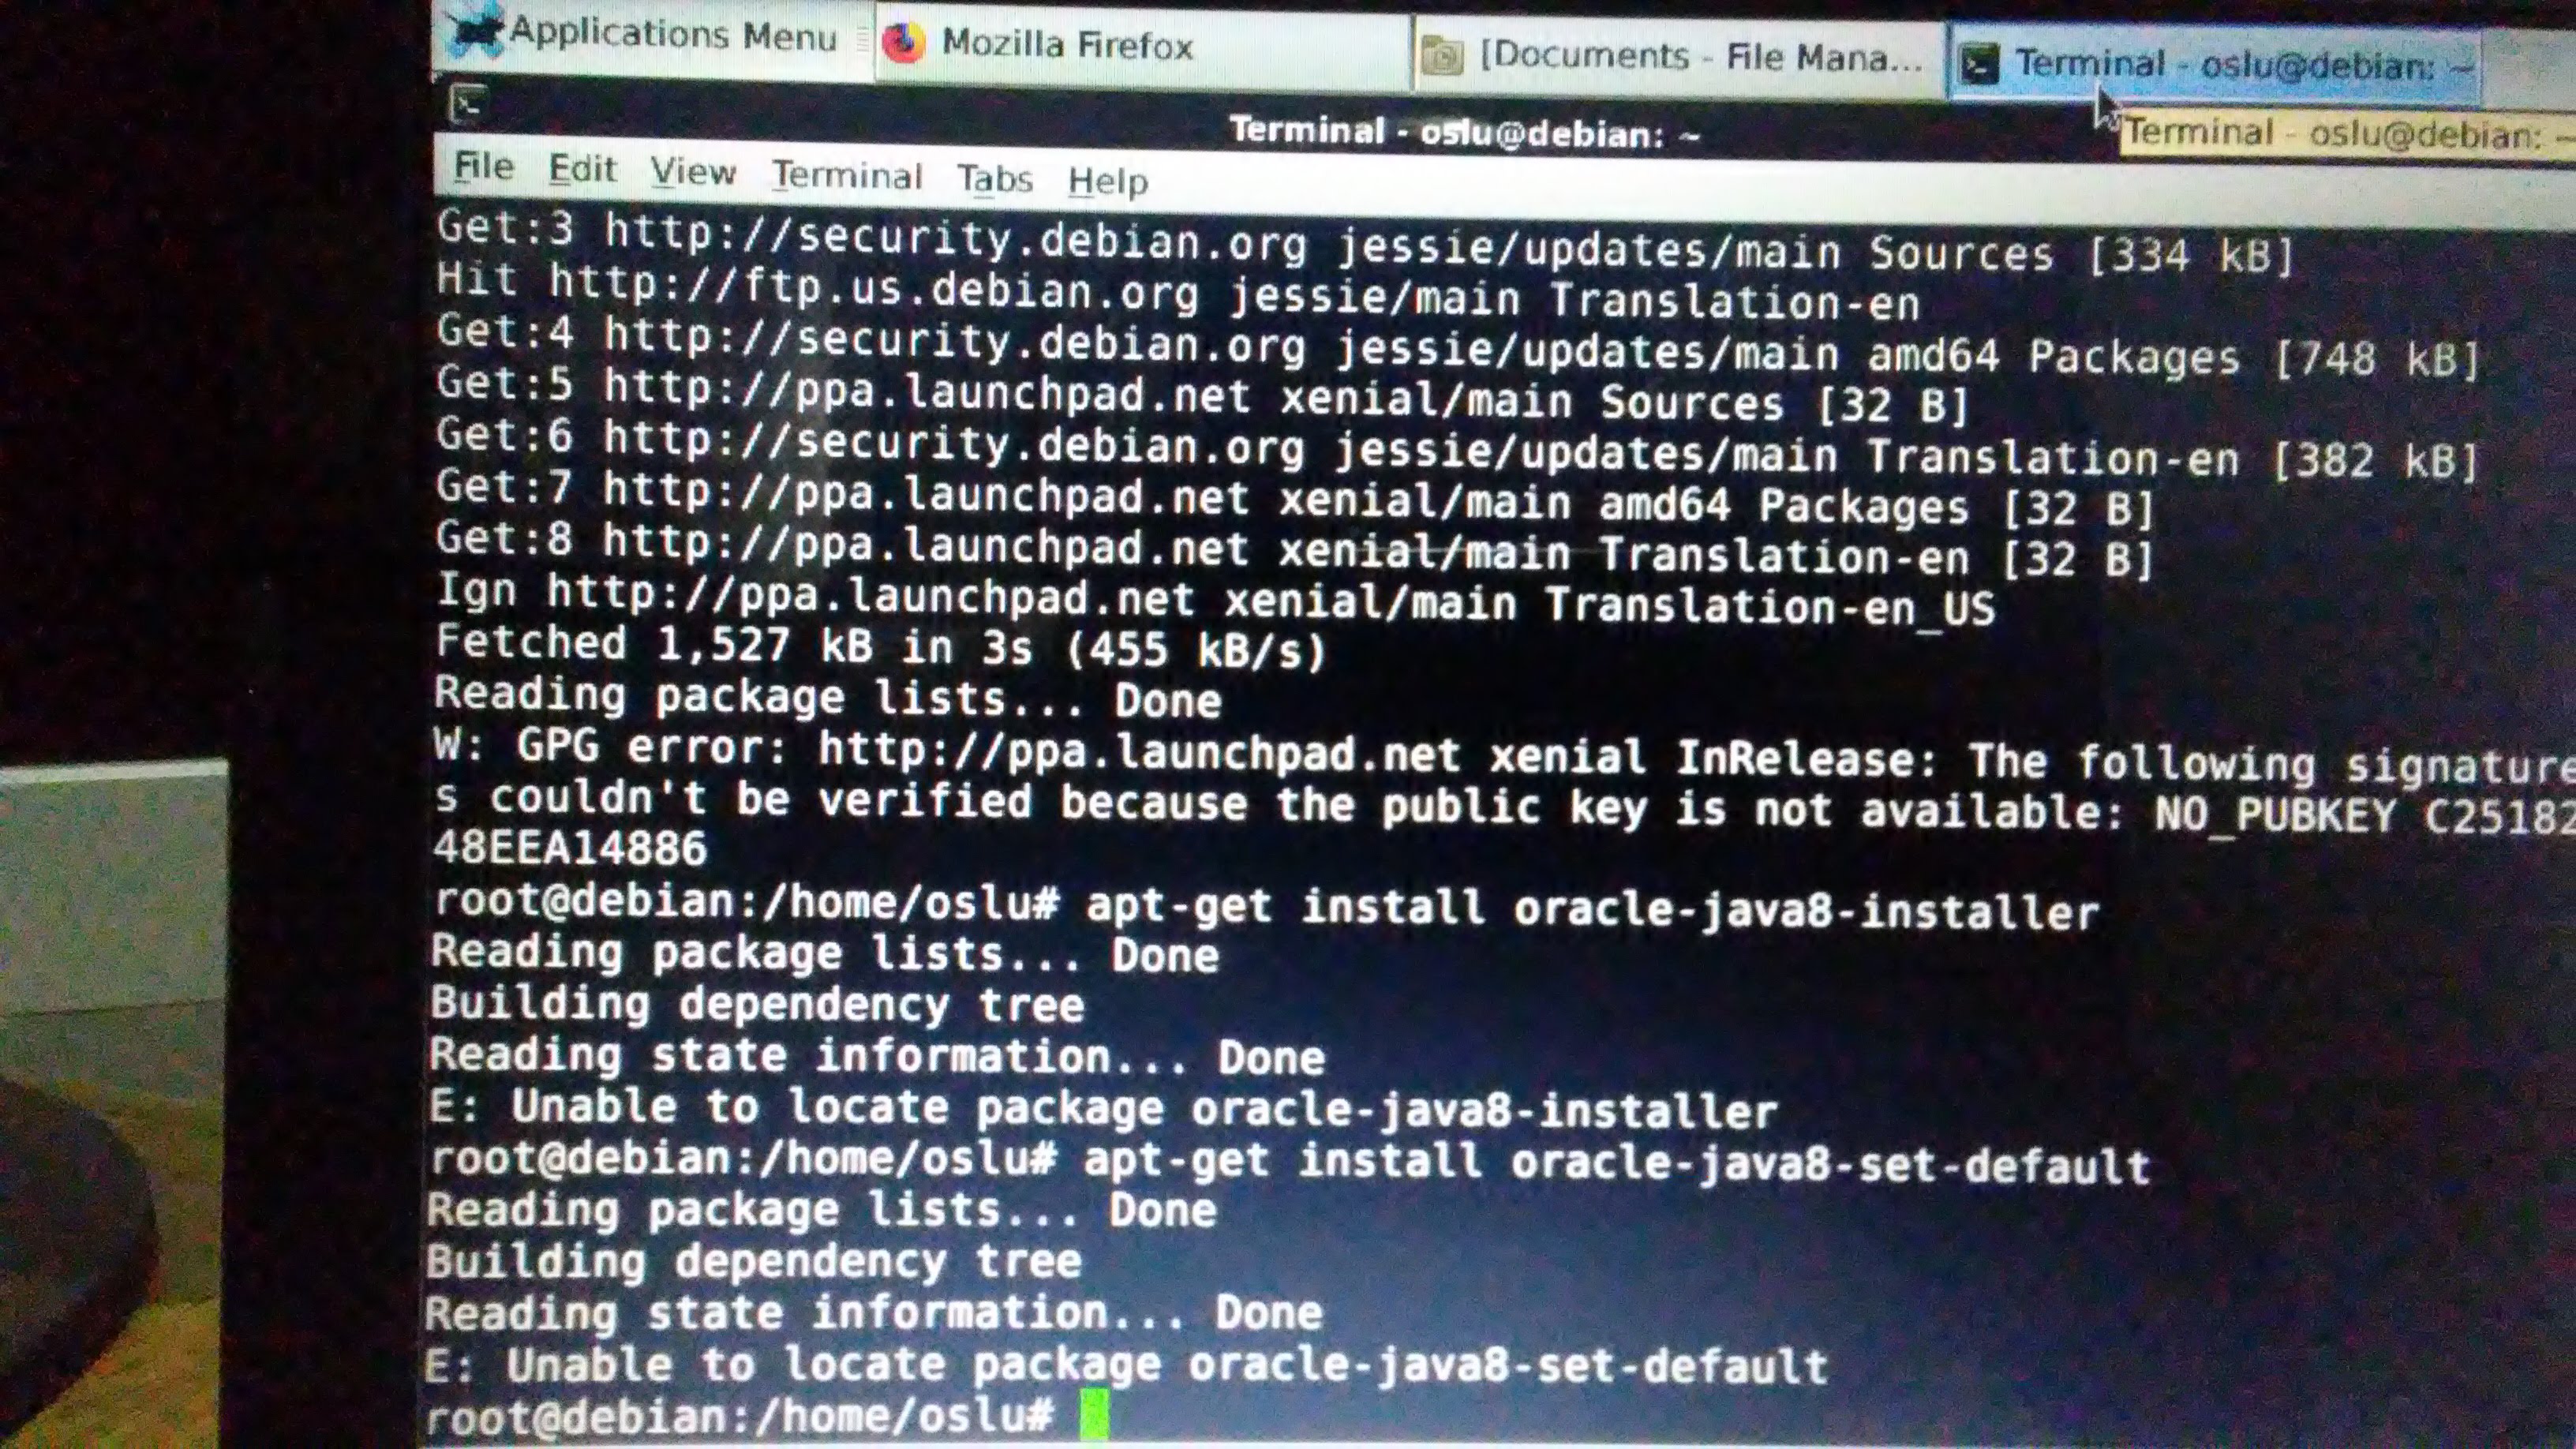 Applications Menu
Mozilla Firefox
[Documents - File Mana...
Terminal - oslu@debian: ~
Terminal - oslu@debian: ~
Terminal - oslu@debian: ~
File Edit View Terminal Tabs Help
Get:3 http://security.debian.org jessie/updates/main Sources [334 kB]
Hit http://ftp.us.debian.org jessie/main Translation-en
Get:4 http://security.debian.org jessie/updates/main amd64 Packages [748 kB]
Get:5 http://ppa.launchpad.net xenial/main Sources [32 B]
Get:6 http://security.debian.org jessie/updates/main Translation-en [382 kB]
Get:7 http://ppa.launchpad.net xenial/main amd64 Packages [32 B]
Get:8 http://ppa.launchpad.net xenial/main Translation-en [32 B]
Ign http://ppa.launchpad.net xenial/main Translation-en_US
Fetched 1,527 kB in 3s (455 kB/s)
Reading package lists... Done
W: GPG error: http://ppa.launchpad.net xenial InRelease: The following signature
s couldn't be verified because the public key is not available: NO_PUBKEY C25182
48EEA14886
root@debian:/home/oslu# apt-get install oracle-java8-installer
Reading package lists... Done
Building dependency tree
Reading state information... Done
E: Unable to locate package oracle-java8-installer
root@debian:/home/oslu# apt-get install oracle-java8-set-default
Reading package lists... Done
Building dependency tree
Reading state information... Done
E: Unable to locate package oracle-java8-set-default
root@debian:/home/oslu#